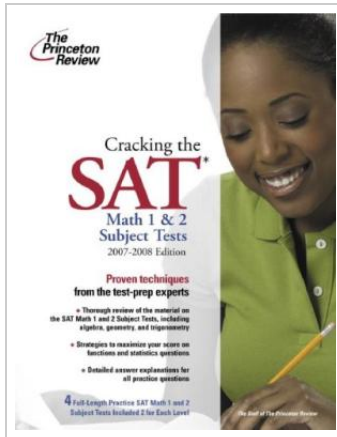 The
Princeton
Review
Cracking the
SAT*
Math 1 & 2
Subject Tests
2007-2008 Edition
Proven techniques
from the test-prep experts
★ Thorough review of the material on
the SAT Math 1 and 2 Subject Tests, including
algebra, geometry, and trigonometry
★ Strategies to maximize your score on
functions and statistics questions
★ Detailed answer explanations for
all practice questions
4 Full-Length Practice SAT Math 1 and 2
Subject Tests Included 2 for Each Level
The Staff of The Princeton Review